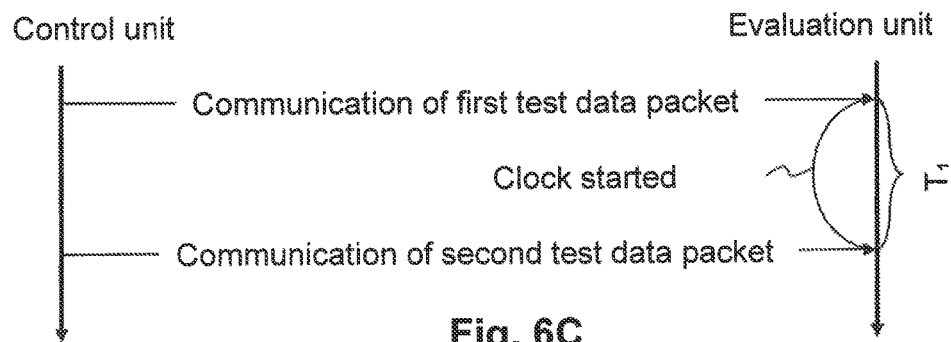 Control unit
Evaluation unit
Communication of first test data packet
Clock started
T1
Communication of second test data packet
Fig. 6C